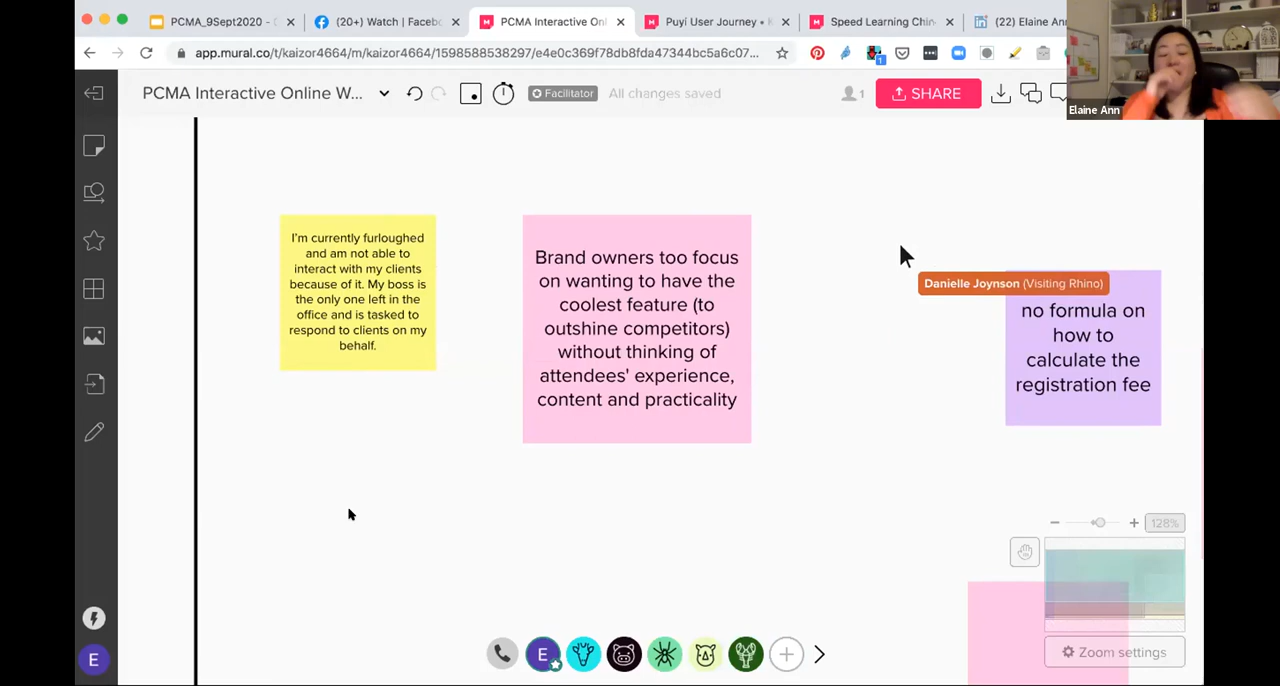 PCMA_9Sept2020 -
(20+) Watch | Faceb
PCMA Interactive Onl
Puyi User Journey •
Speed Learning Chin
(22) Elaine Ann
app.mural.co/t/kaizor4664/m/kaizor4664/1598588538297/e4e0c369f78db8fda47344bc5a6c07...
1
PCMA Interactive Online W...
Facilitator
All changes saved
1
SHARE
Elaine Ann
I'm currently furloughed
and am not able to
interact with my clients
because of it. My boss is
the only one left in the
office and is tasked to
respond to clients on my
behalf.
Brand owners too focus
on wanting to have the
coolest feature (to
outshine competitors)
without thinking of
attendees' experience,
content and practicality
Danielle Joynson (Visiting Rhino)
no formula on
how to
calculate the
registration fee
128%
Zoom settings
E
E